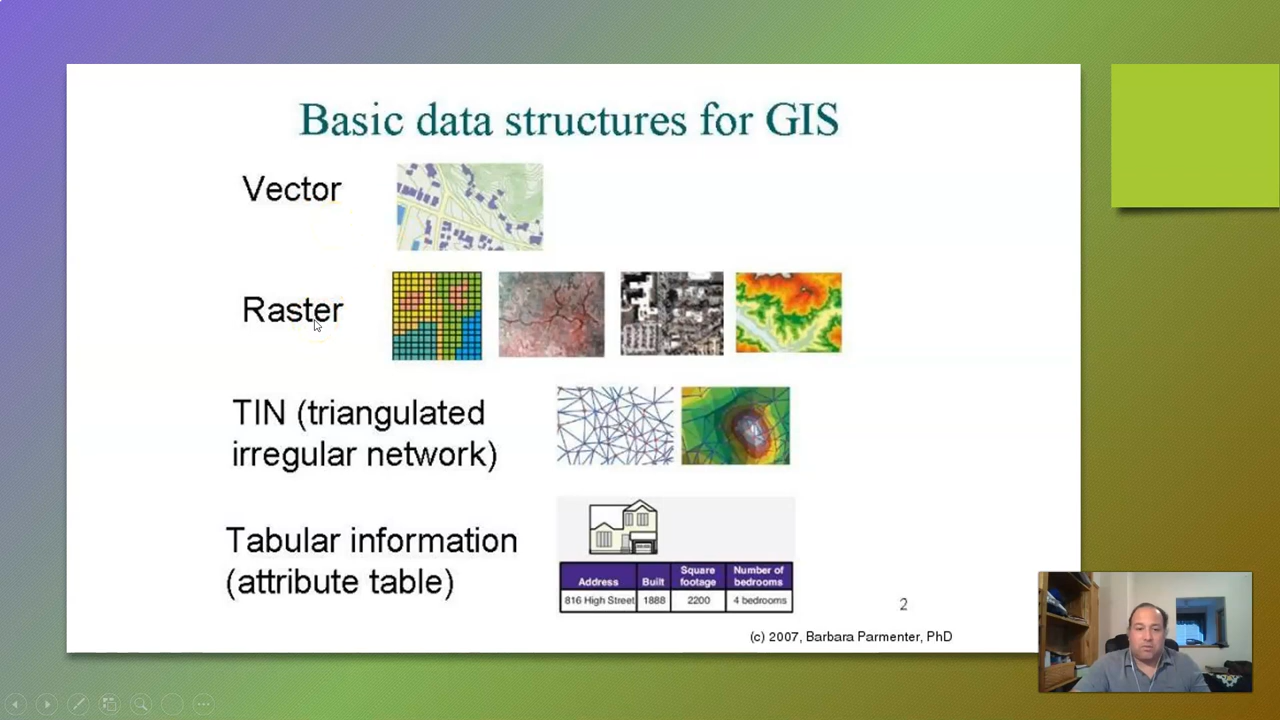 Basic data structures for GIS
Vector
Raster
TIN (triangulated
irregular network)
Tabular information
(attribute table)
Address Built Square footage Number of bedrooms
816 High Street 1888 2200 4 bedrooms
2
(c) 2007, Barbara Parmenter, PhD